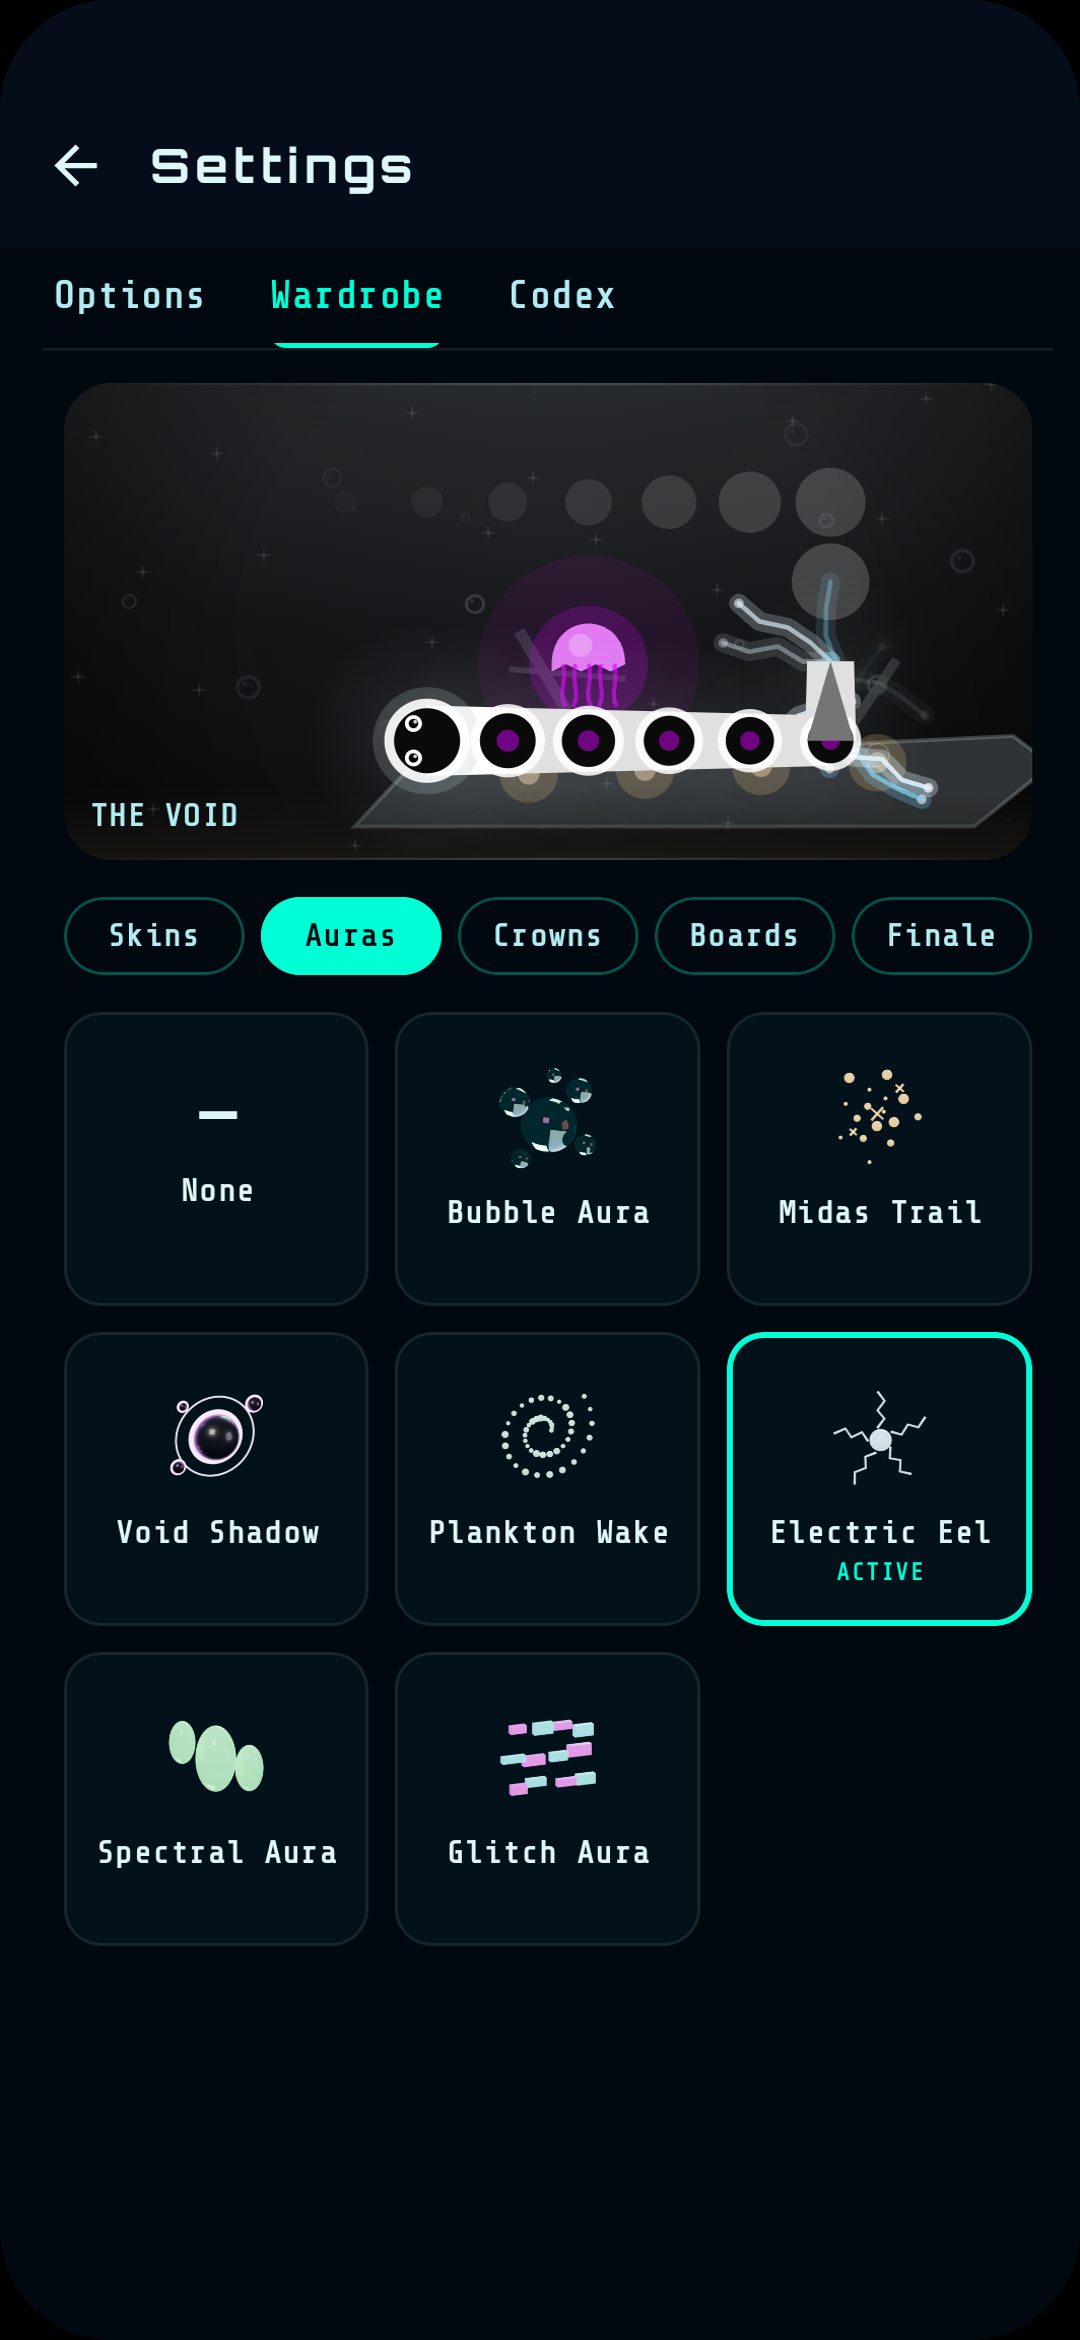 Settings
Options Wardrobe Codex
THE VOID
Skins Auras Crowns Boards Finale
None
Bubble Aura
Midas Trail
Void Shadow
Plankton Wake
Electric Eel
ACTIVE
Spectral Aura
Glitch Aura